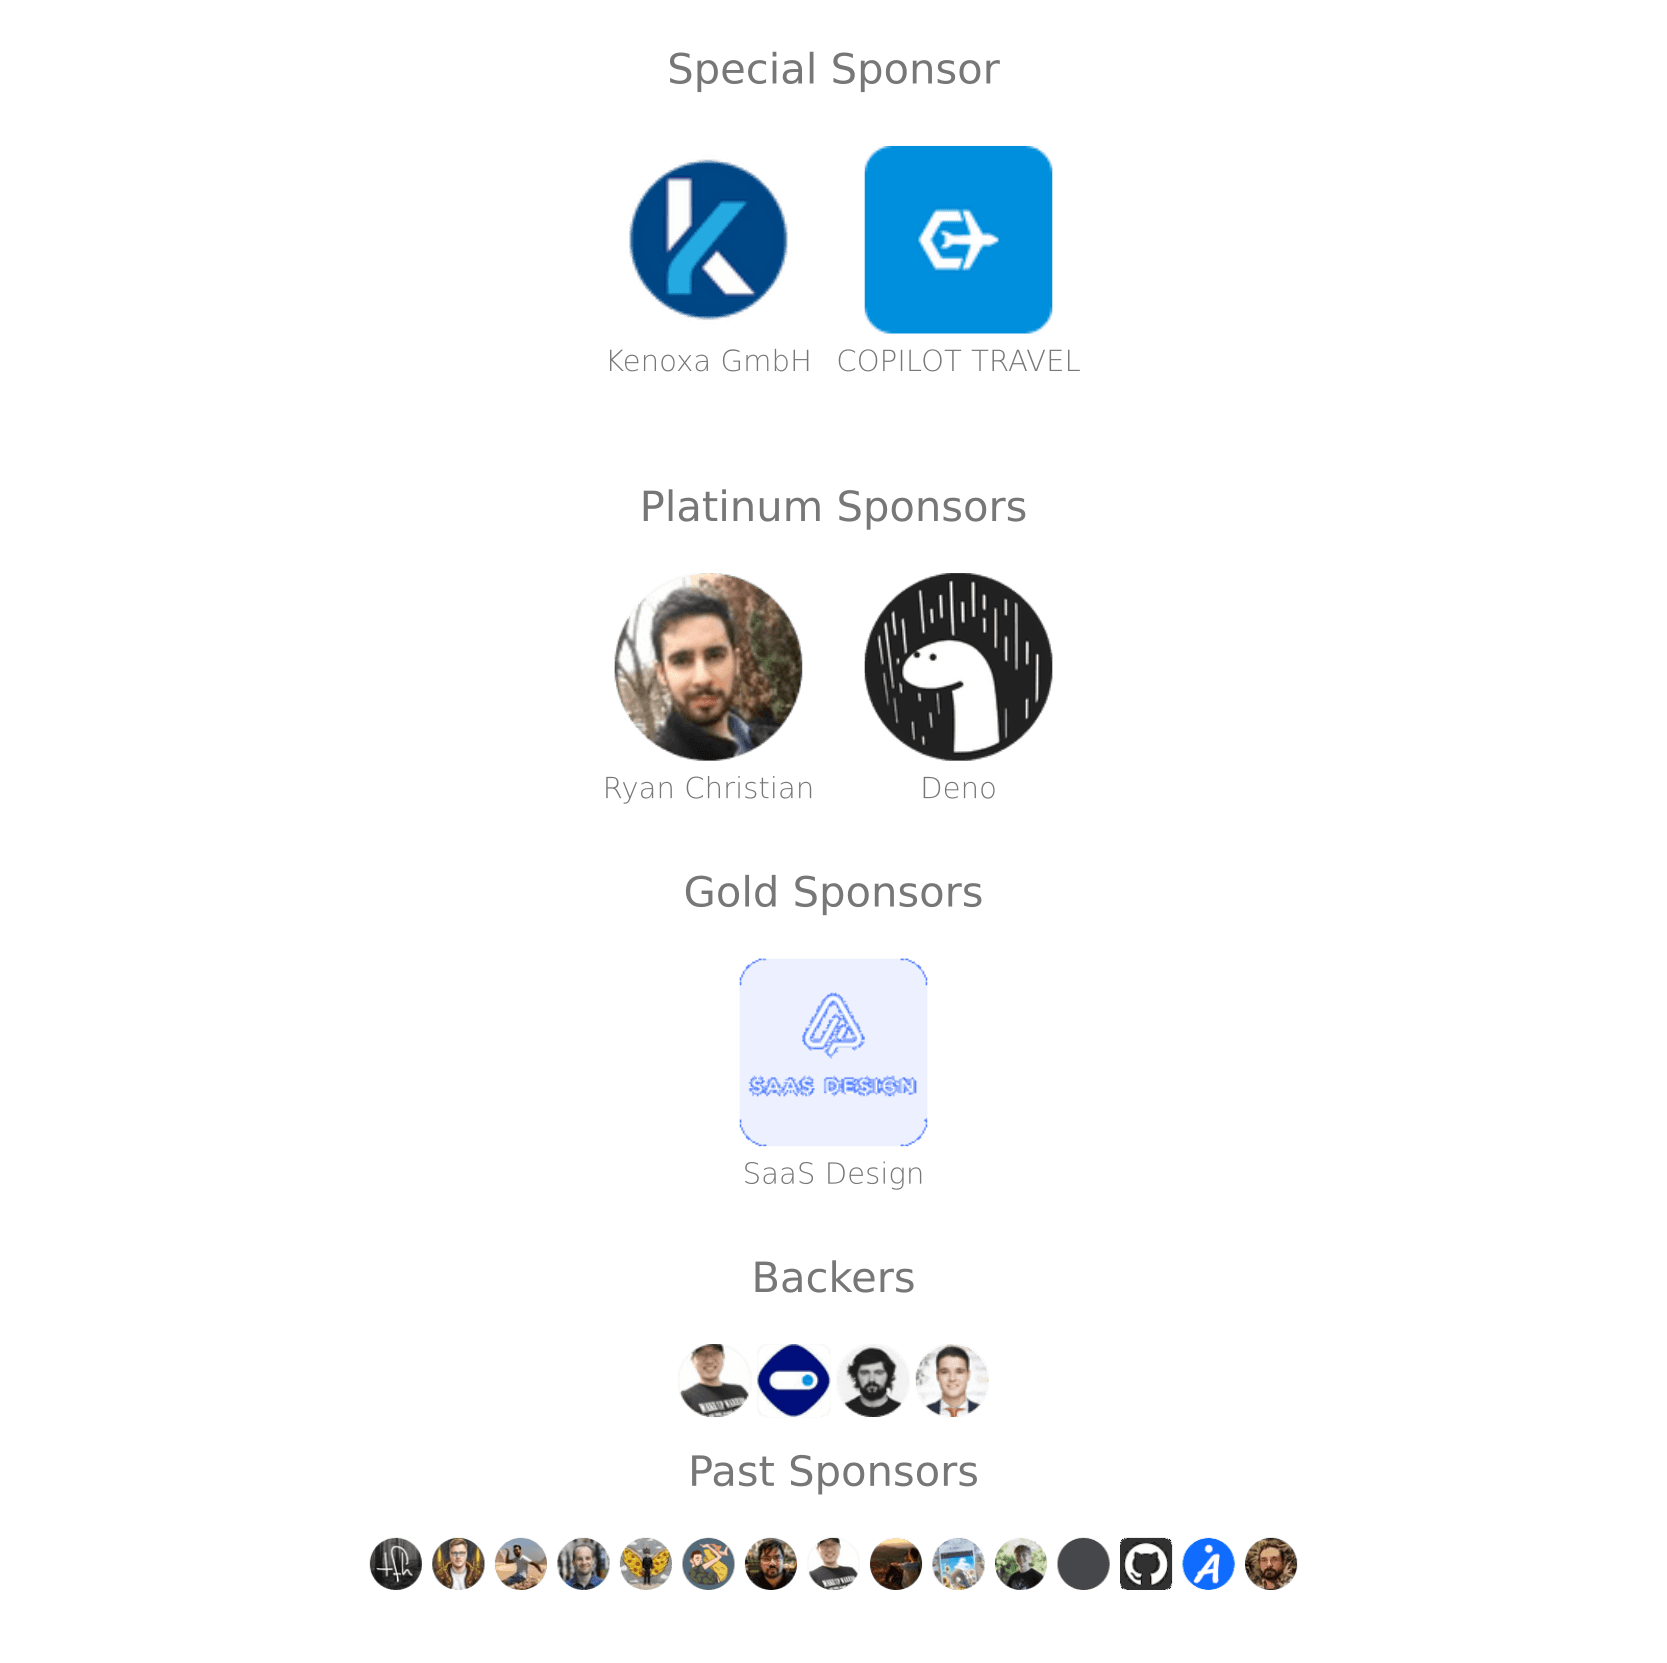 Special Sponsor
Kenoxa GmbH COPILOT TRAVEL
Platinum Sponsors
Ryan Christian Deno
Gold Sponsors
SAAS DESIGN
SaaS Design
Backers
Past Sponsors